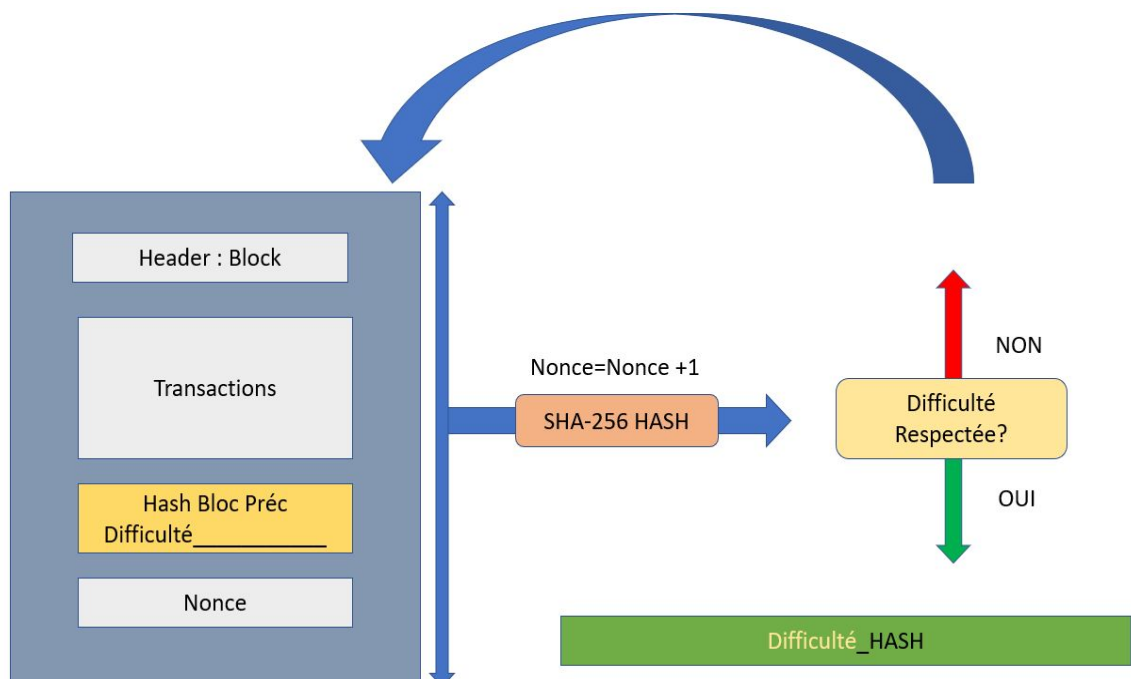 Header : Block
Transactions
Hash Bloc Préc
Difficulté___________
Nonce
Nonce=Nonce +1
SHA-256 HASH
NON
Difficulté
Respectée?
OUI
Difficulté_HASH